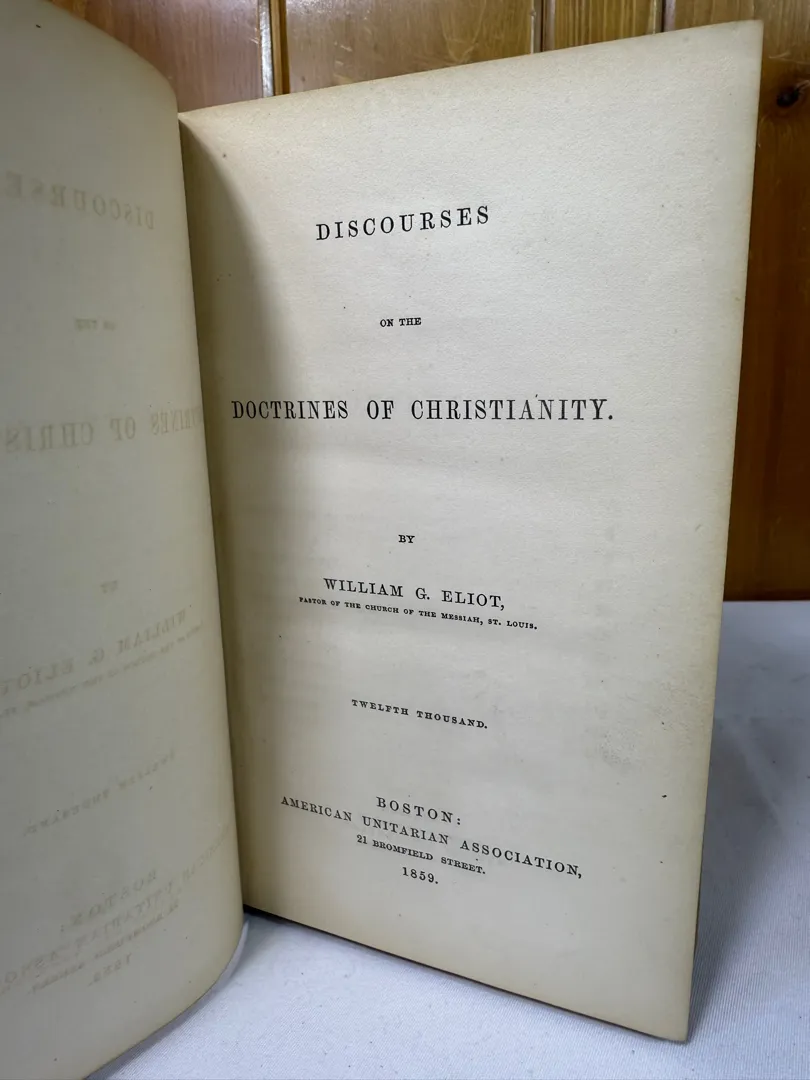 DISCOURSES
ON THE
DOCTRINES OF CHRISTIANITY.
BY
WILLIAM G. ELIOT,
PASTOR OF THE CHURCH OF THE MESSIAH, ST. LOUIS.
TWELFTH THOUSAND.
BOSTON:
AMERICAN UNITARIAN ASSOCIATION,
21 BROMFIELD STREET.
1859.